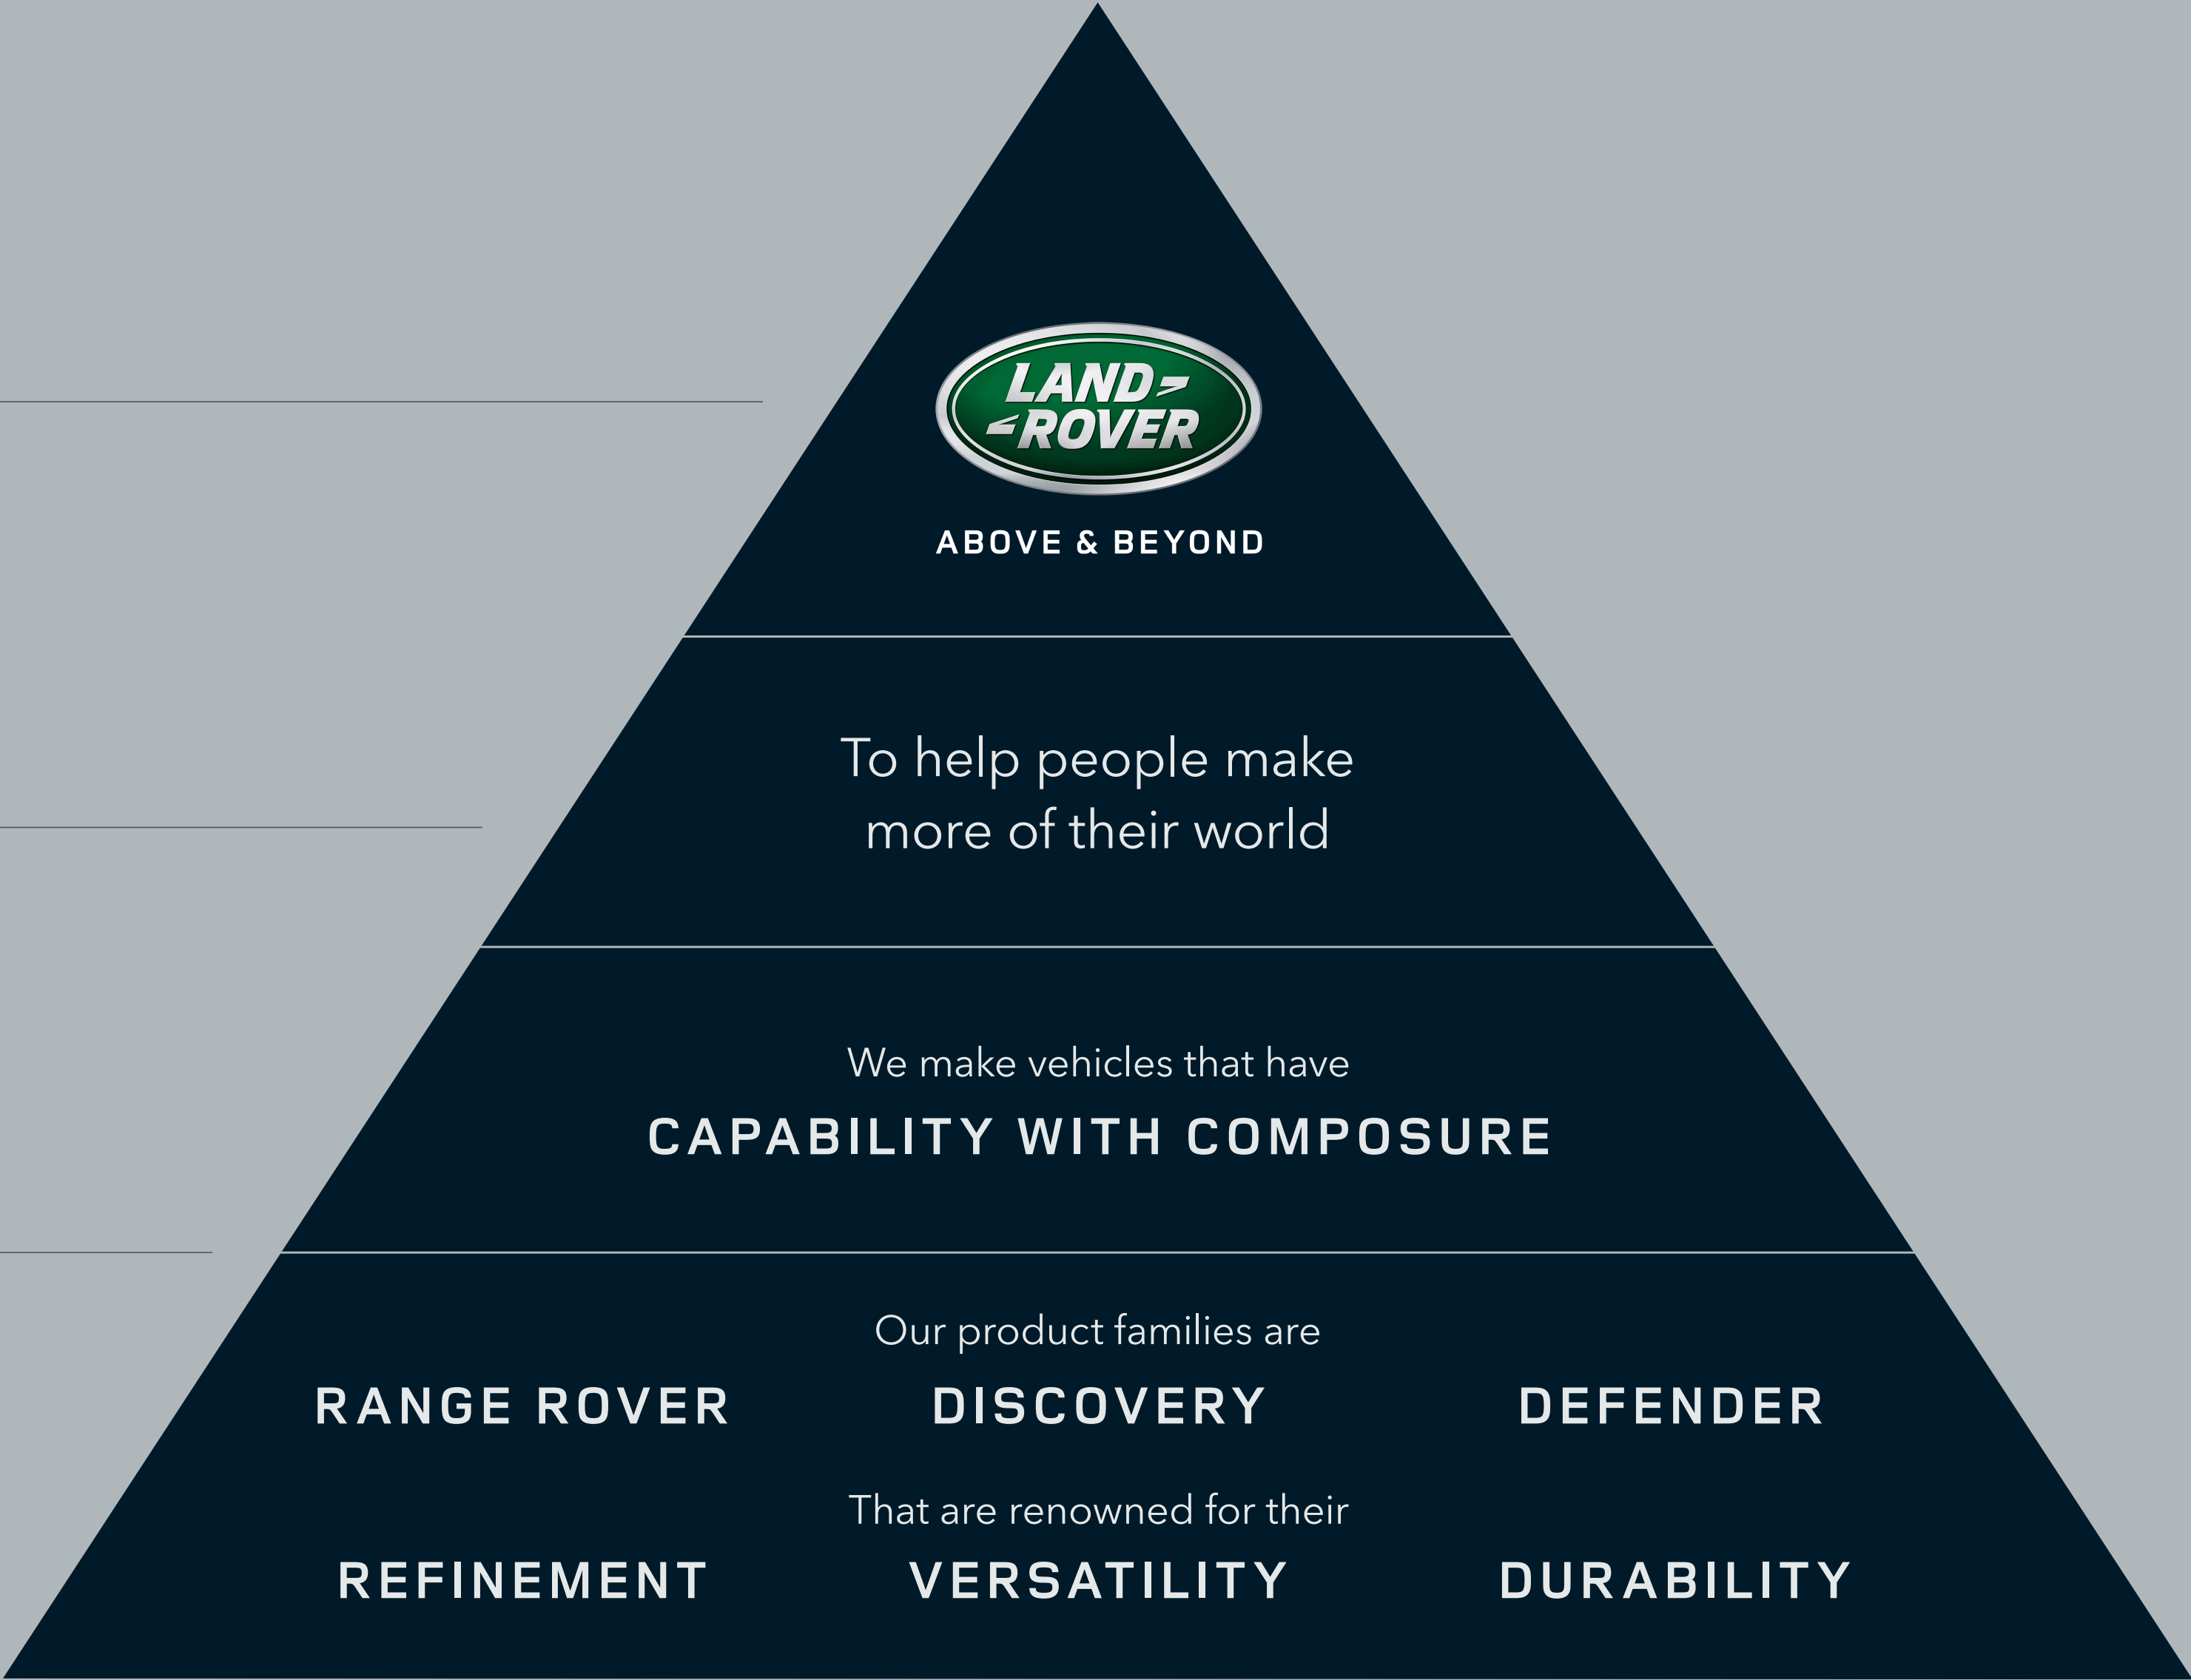 LAND
ROVER
ABOVE & BEYOND
To help people make
more of their world
We make vehicles that have
CAPABILITY WITH COMPOSURE
Our product families are
RANGE ROVER DISCOVERY DEFENDER
That are renowned for their
REFINEMENT VERSATILITY DURABILITY